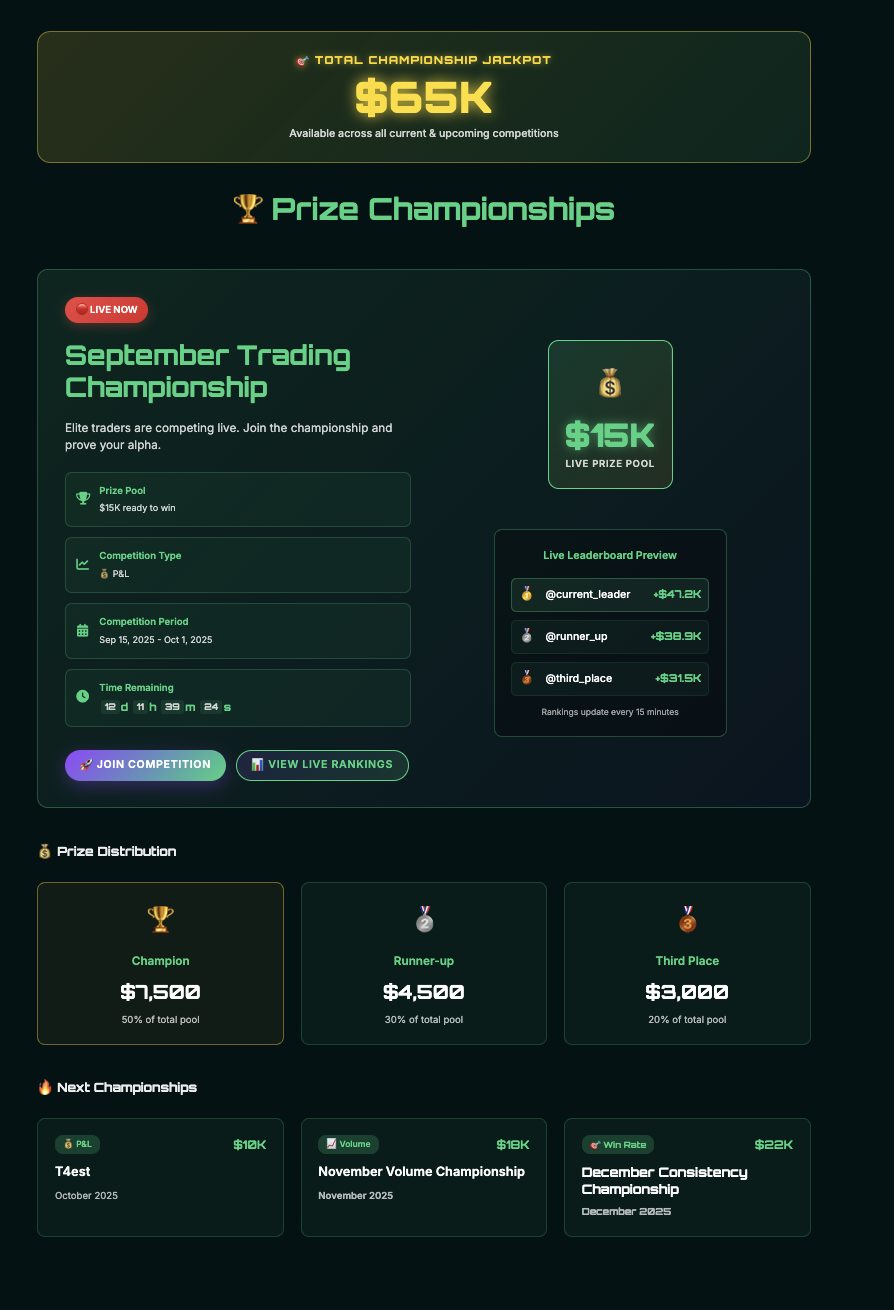 🎯 TOTAL CHAMPIONSHIP JACKPOT
$65K
Available across all current & upcoming competitions
🏆 Prize Championships
🔴 LIVE NOW
September Trading
Championship
Elite traders are competing live. Join the championship and
prove your alpha.
Prize Pool
$15K ready to win
Competition Type
💰 P&L
Competition Period
Sep 15, 2025 - Oct 1, 2025
Time Remaining
12 d 11 h 39 m 24 s
🚀 JOIN COMPETITION
📊 VIEW LIVE RANKINGS
💰
$15K
LIVE PRIZE POOL
Live Leaderboard Preview
🥇 @current_leader +$47.2K
🥈 @runner_up +$38.9K
🥉 @third_place +$31.5K
Rankings update every 15 minutes
💰 Prize Distribution
🏆
Champion
$7,500
50% of total pool
🥈
Runner-up
$4,500
30% of total pool
🥉
Third Place
$3,000
20% of total pool
🔥 Next Championships
💰 P&L $10K
T4est
October 2025
📈 Volume $18K
November Volume Championship
November 2025
🎯 Win Rate $22K
December Consistency
Championship
December 2025